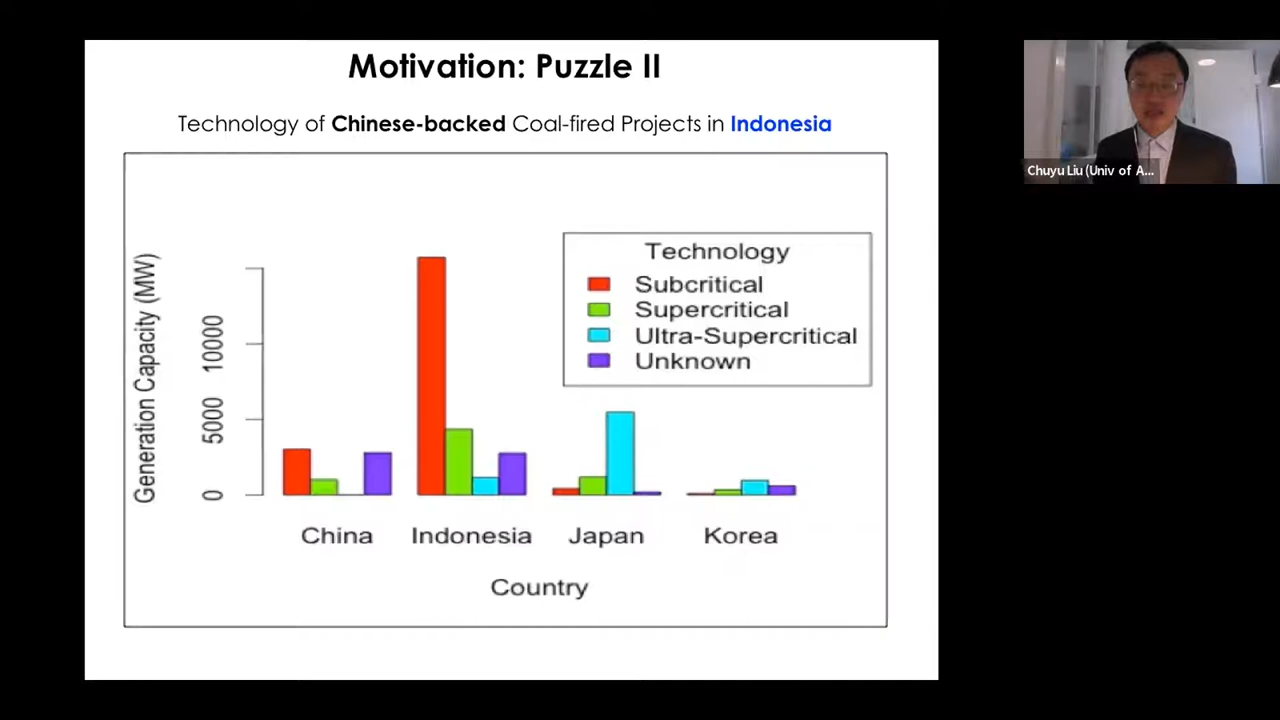 Motivation: Puzzle II
Technology of Chinese-backed Coal-fired Projects in Indonesia
Generation Capacity (MW)
10000
5000
0
Technology
Subcritical
Supercritical
Ultra-Supercritical
Unknown
China Indonesia Japan Korea
Country
Chuyu Liu (Univ of A...